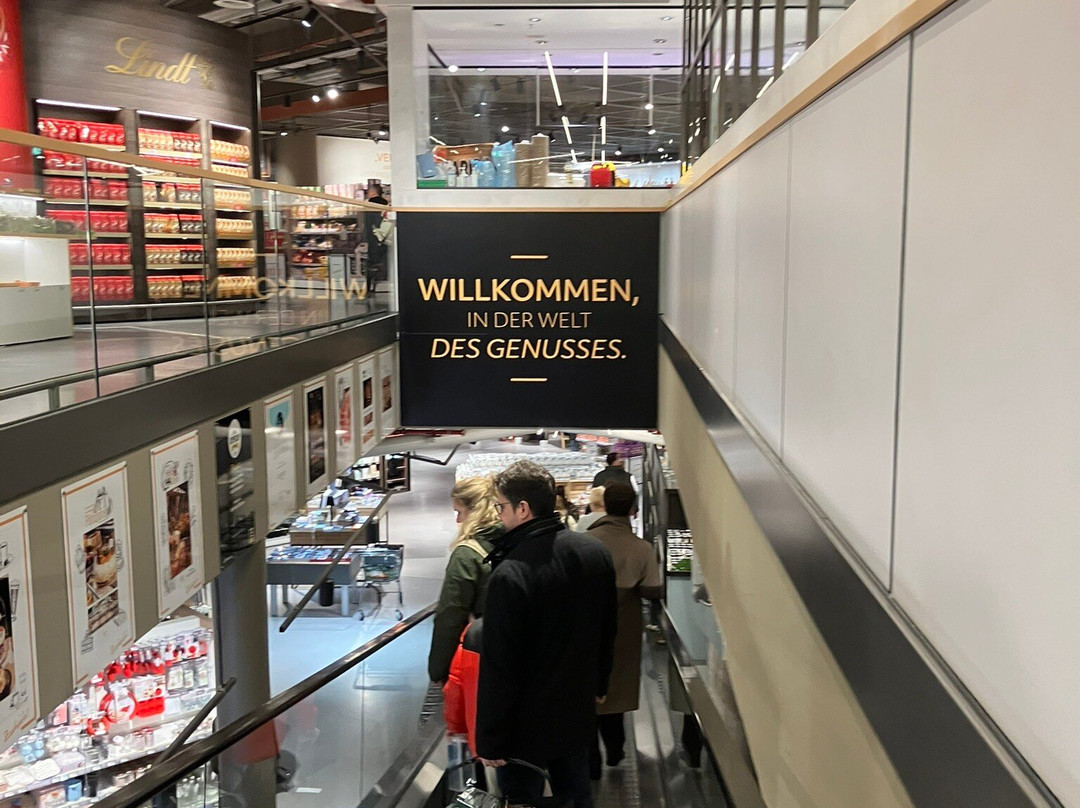 Lindt
WILLKOMMEN,
IN DER WELT
DES GENUSSES.